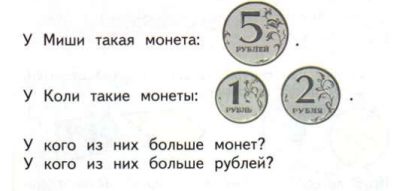 У Миши такая монета: 5 РУБЛЕЙ .
У Коли такие монеты: 1 РУБЛЬ 2 РУБЛЯ .
У кого из них больше монет?
У кого из них больше рублей?